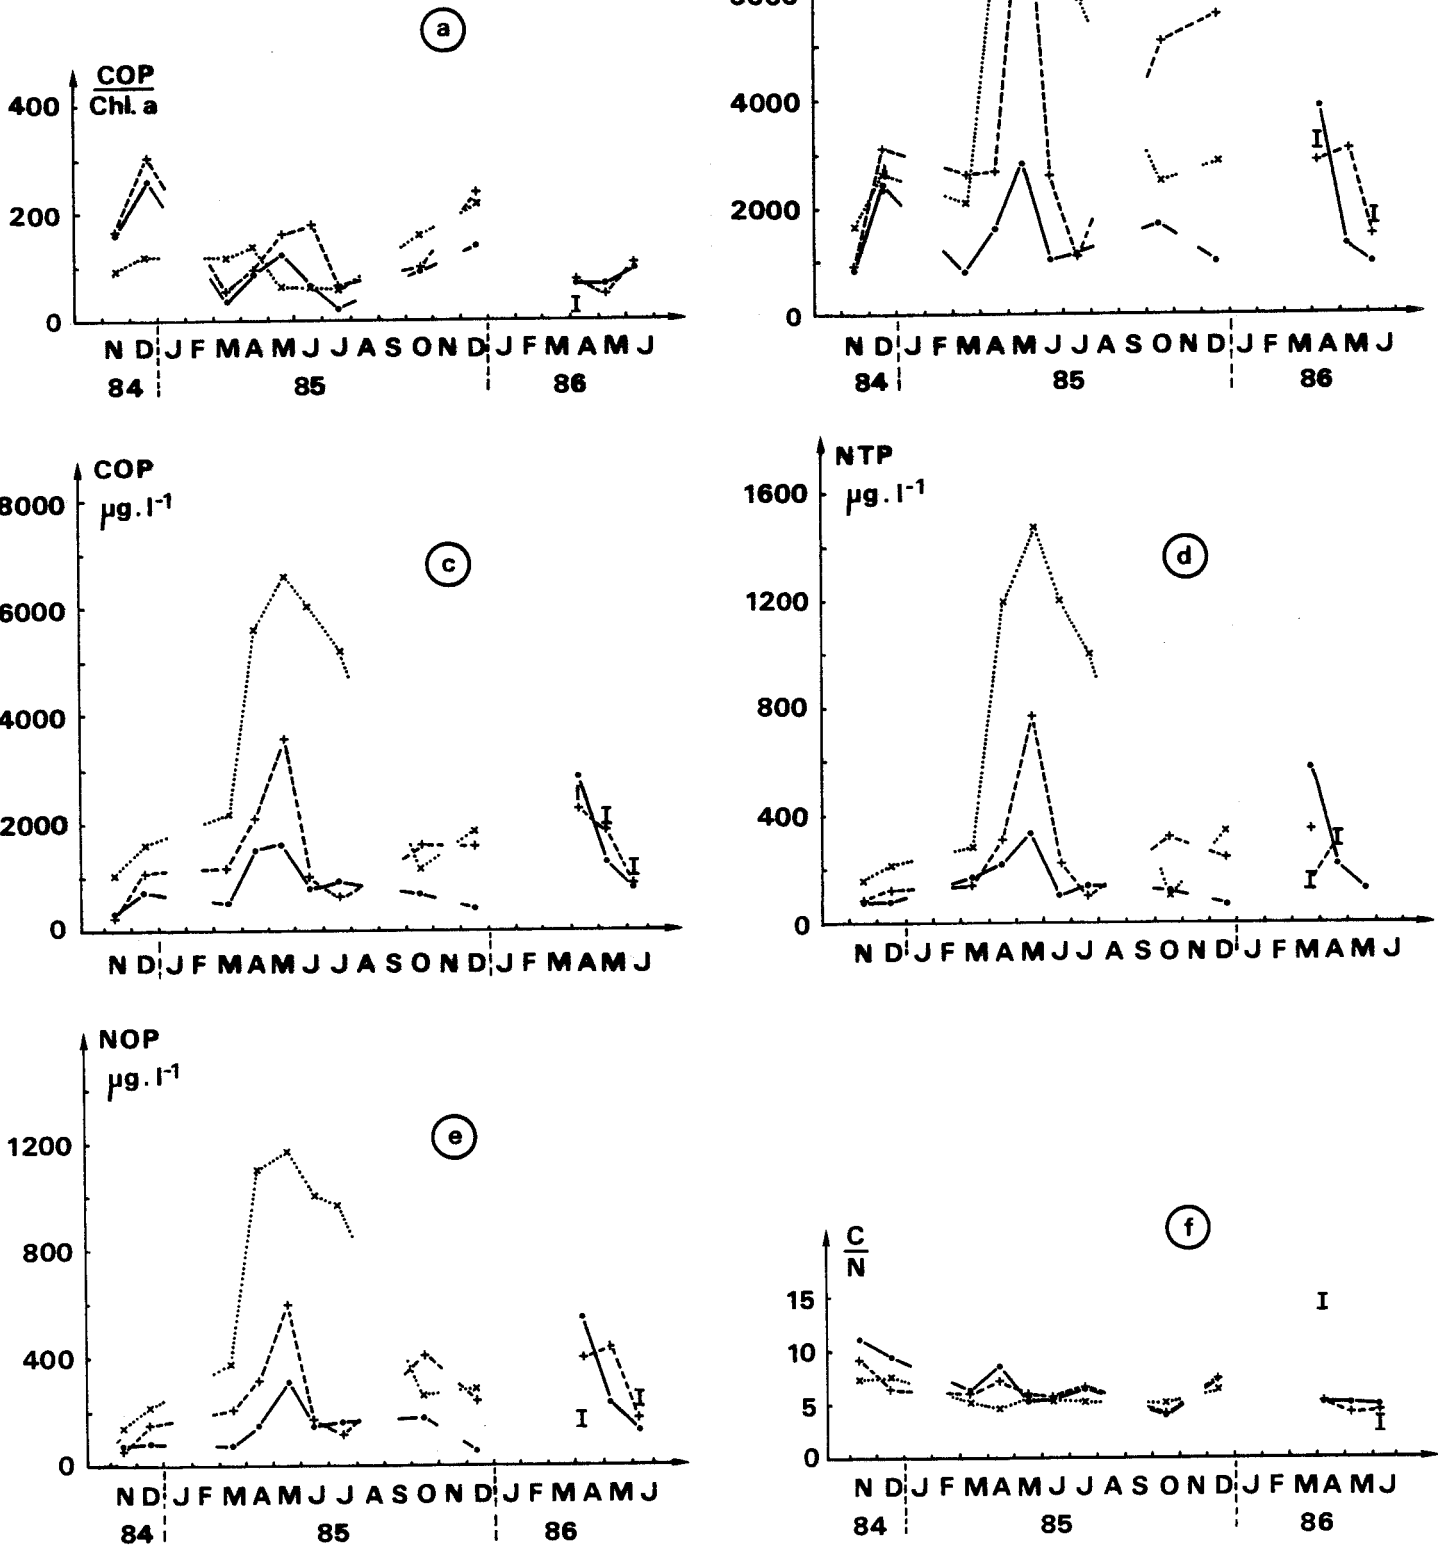 a
COP
Chl. a
400
200
0
N D J F M A M J J A S O N D J F M A M J
84 85 86
4000
2000
0
N D J F M A M J J A S O N D J F M A M J
84 85 86
COP
µg.l-1
8000
6000
4000
2000
0
c
N D J F M A M J J A S O N D J F M A M J
NTP
µg.l-1
1600
1200
800
400
0
d
N D J F M A M J J A S O N D J F M A M J
NOP
µg.l-1
1200
800
400
0
e
N D J F M A M J J A S O N D J F M A M J
84 85 86
f
C
N
15
10
5
0
N D J F M A M J J A S O N D J F M A M J
84 85 86